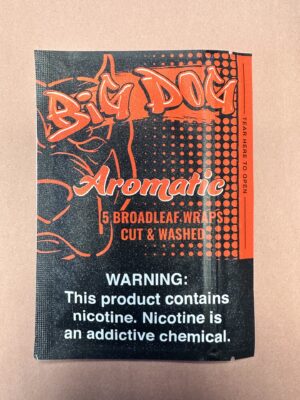 BiG DOG
TEAR HERE TO OPEN
Aromatic
5 BROADLEAF WRAPS
CUT & WASHED
WARNING:
This product contains
nicotine. Nicotine is
an addictive chemical.